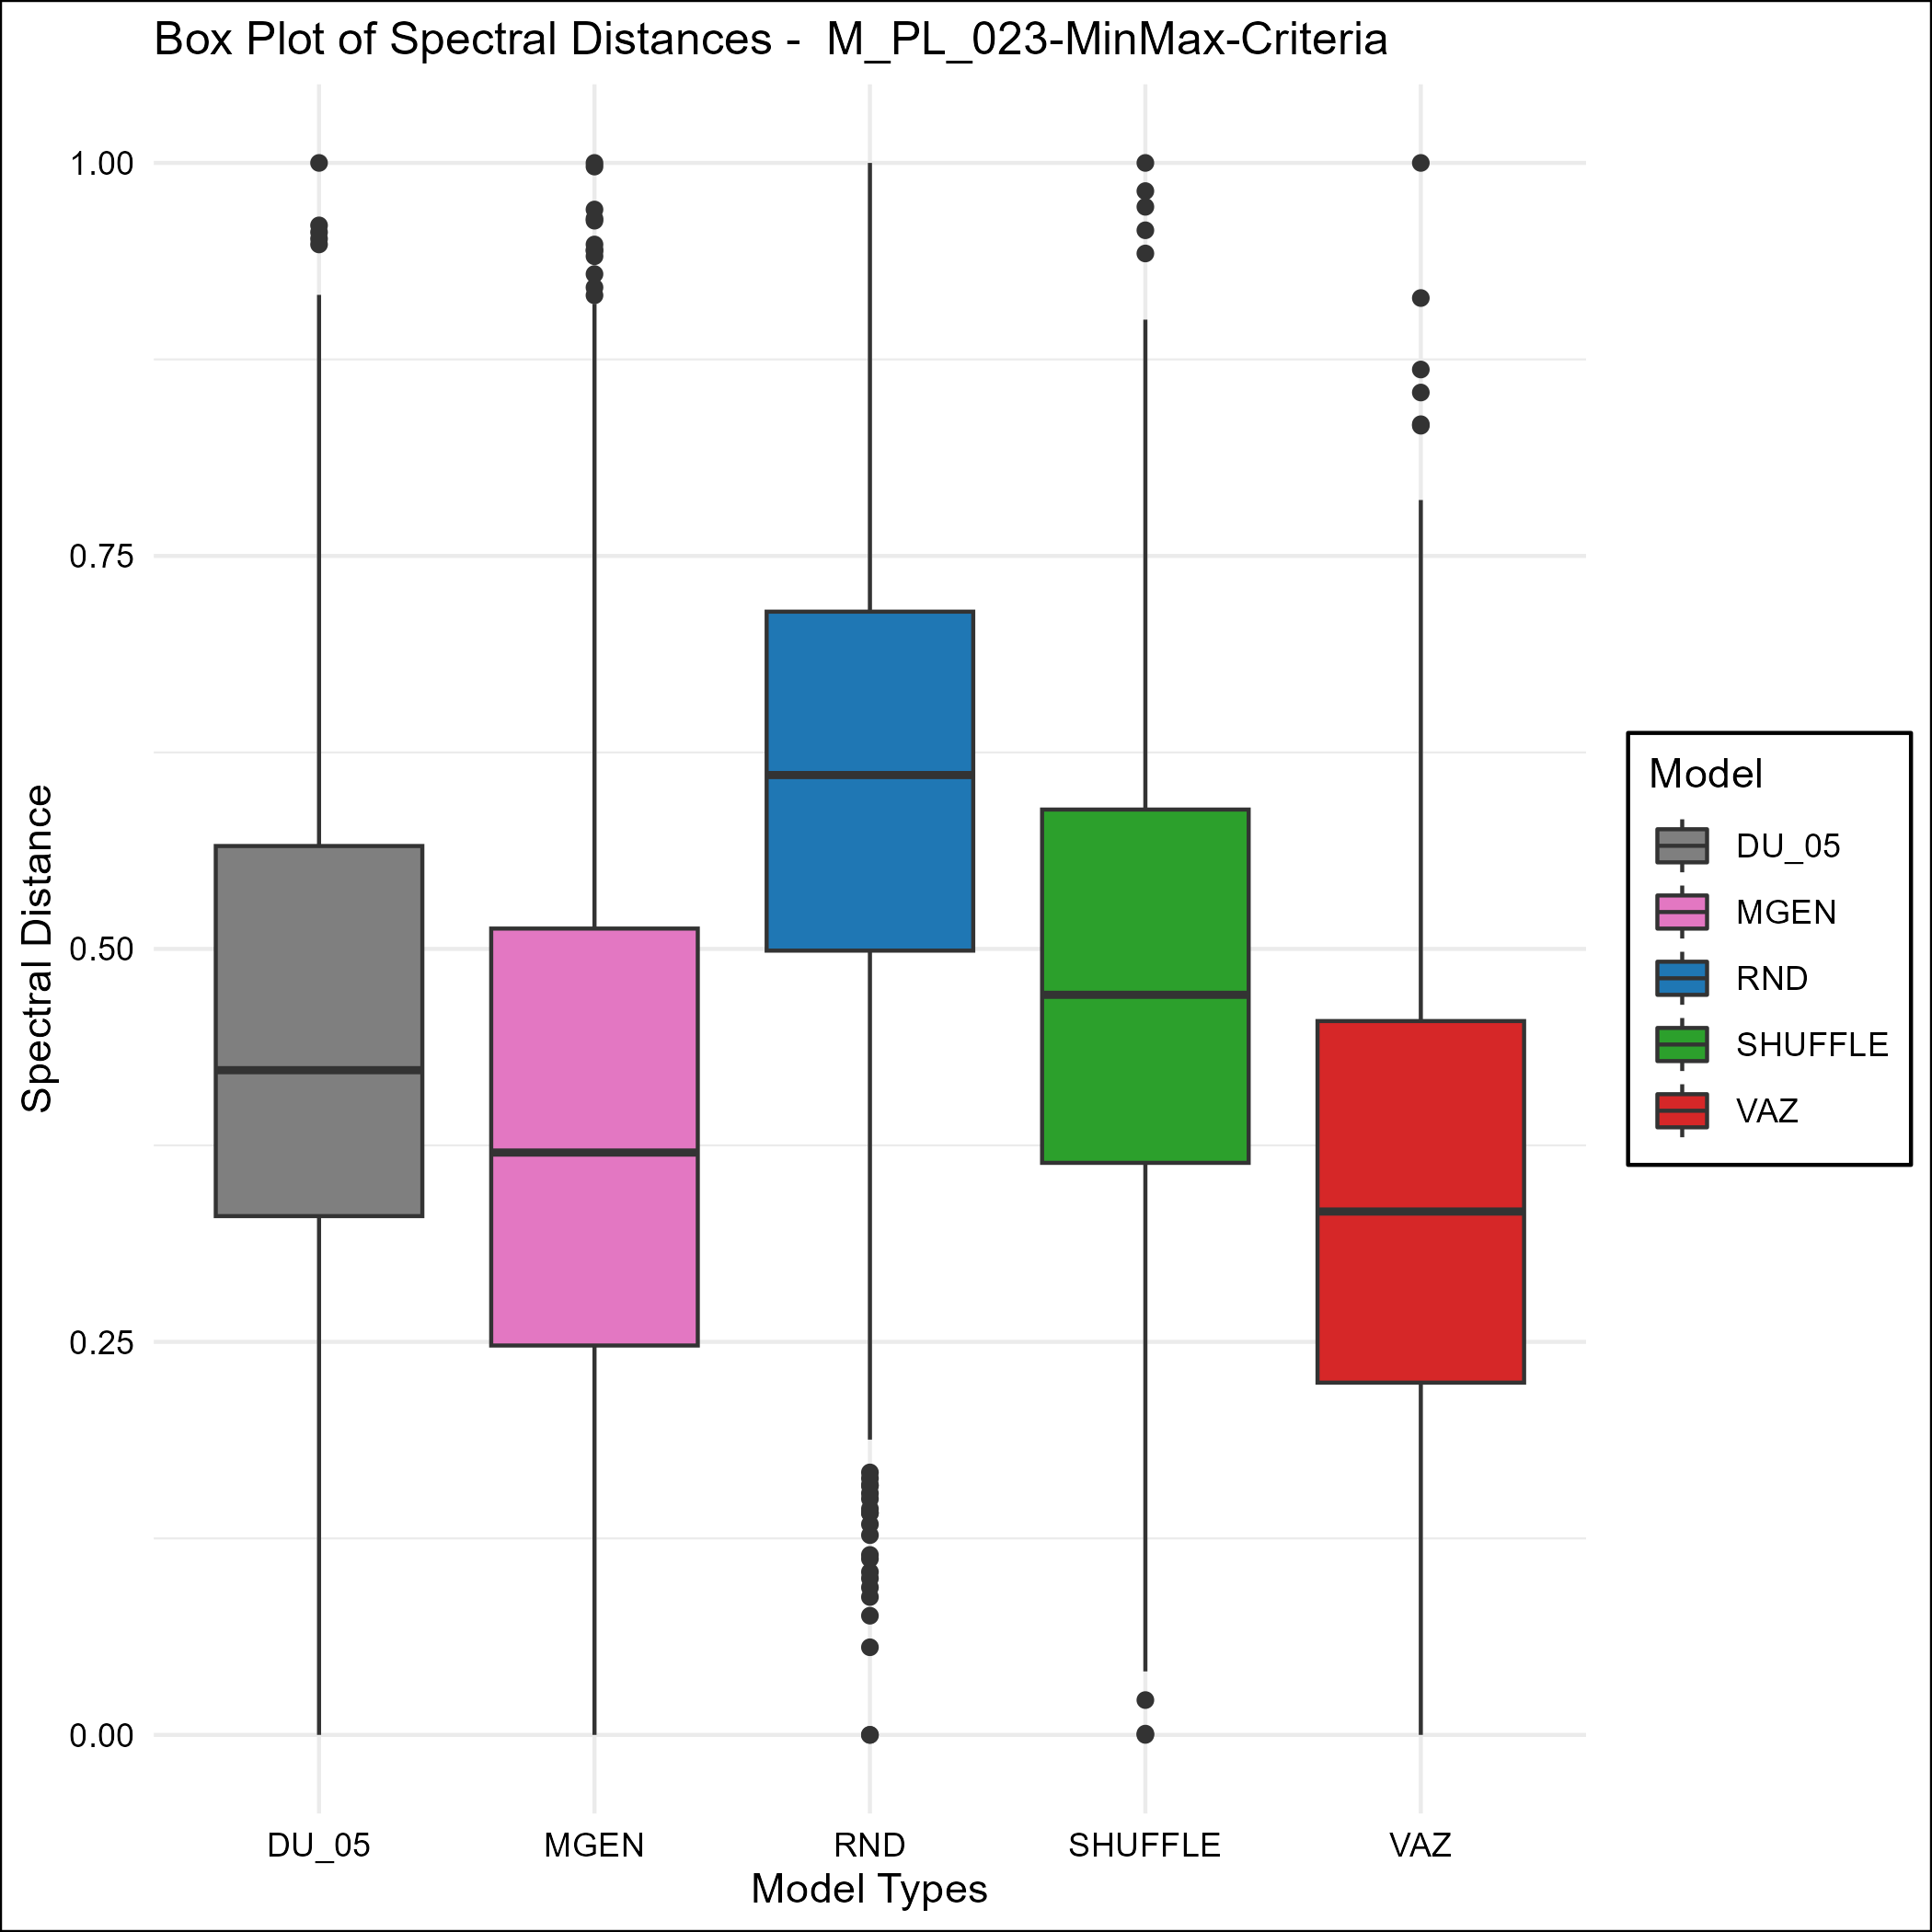 Box Plot of Spectral Distances -  M_PL_023-MinMax-Criteria
1.00
0.75
0.50
0.25
0.00
Spectral Distance
DU_05
MGEN
RND
SHUFFLE
VAZ
Model Types
Model
DU_05
MGEN
RND
SHUFFLE
VAZ